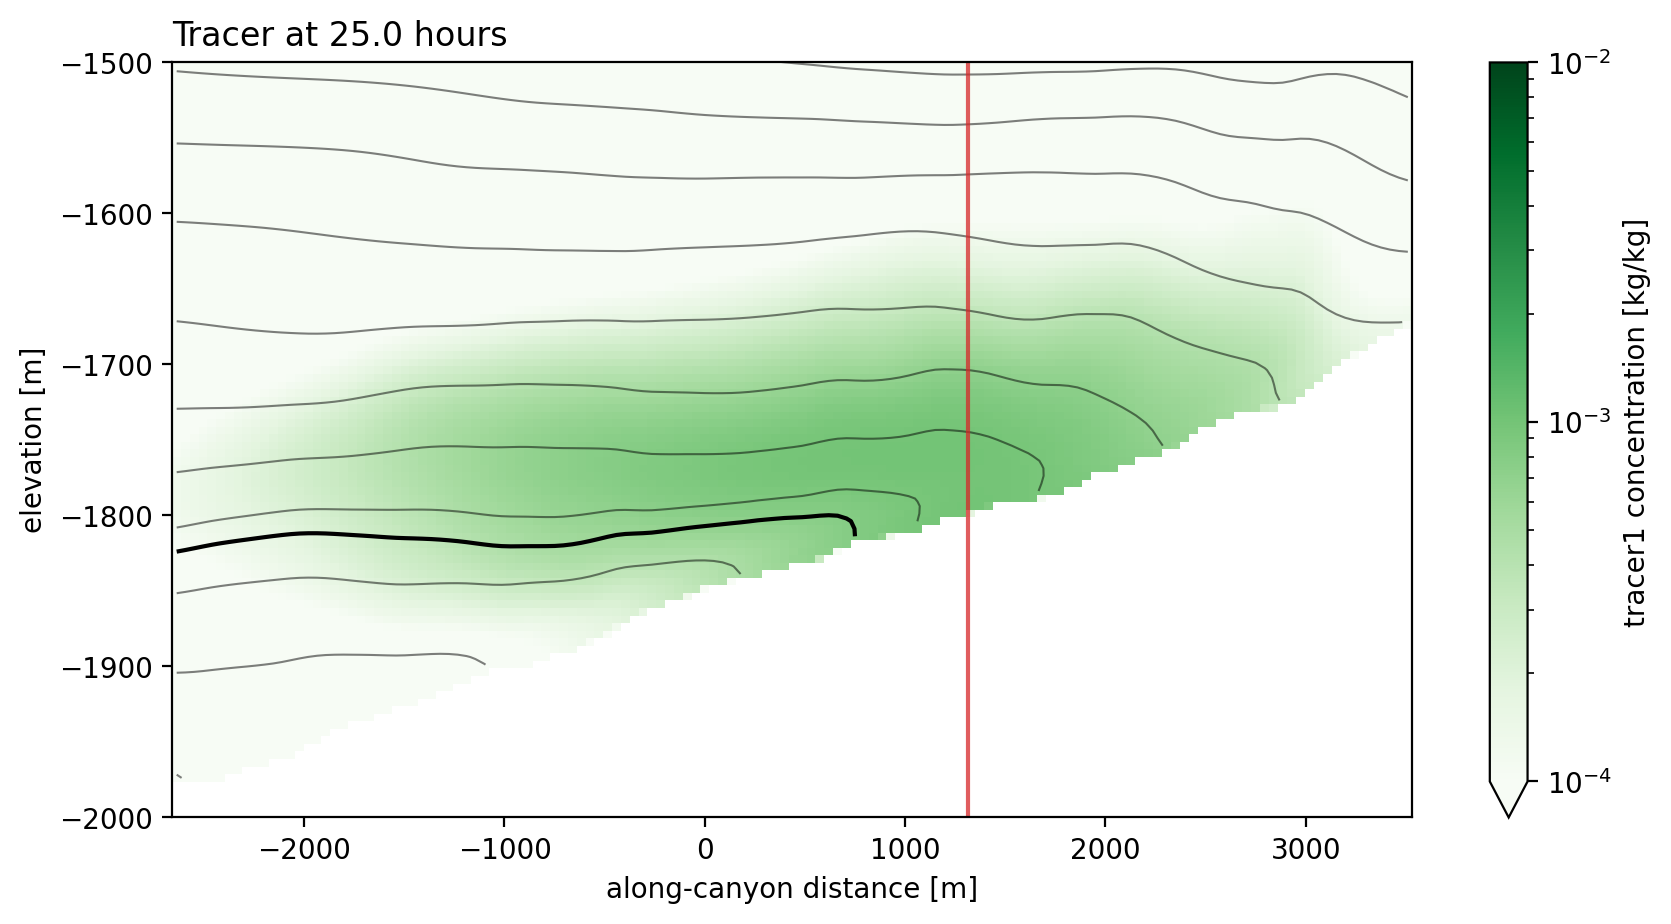 Tracer at 25.0 hours
elevation [m]
−1500
−1600
−1700
−1800
−1900
−2000
−2000 −1000 0 1000 2000 3000
along-canyon distance [m]
10⁻²
10⁻³
10⁻⁴
tracer1 concentration [kg/kg]